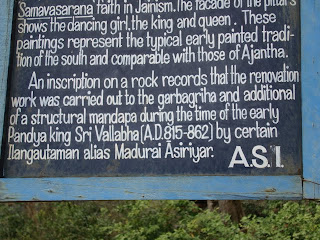 Samavasarana faith in Jainism. The facade of the pillars
shows the dancing girl, the king and queen. These
paintings represent the typical early painted tradi-
tion of the south and comparable with those of Ajantha.
An inscription on a rock records that the renovation
work was carried out to the garbagriha and additional
of a structural mandapa during the time of the early
Pandya king Sri Vallabha (A.D. 815-862) by certain
Ilangautaman alias Madurai Asiriyar.
A.S.I.